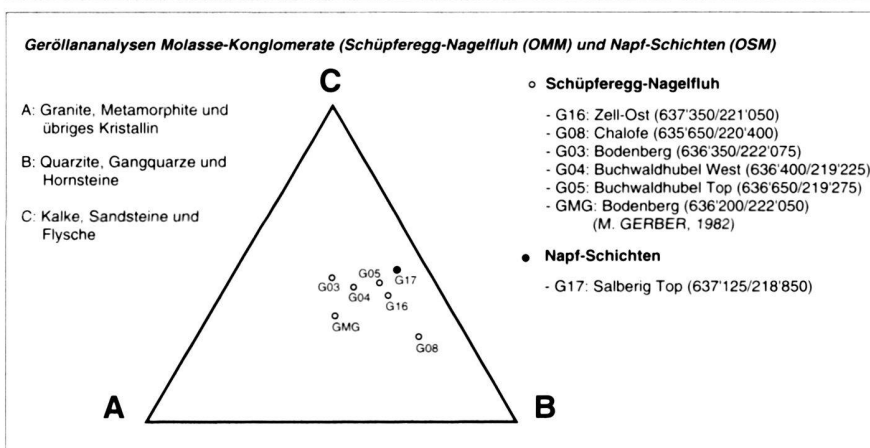 Geröllananalysen Molasse-Konglomerate (Schüpferegg-Nagelfluh (OMM) und Napf-Schichten (OSM)
A: Granite, Metamorphite und
übriges Kristallin
B: Quarzite, Gangquarze und
Hornsteine
C: Kalke, Sandsteine und
Flysche
C
G05
G17
G03
G04
G16
GMG
G08
A
B
Schüpferegg-Nagelfluh
- G16: Zell-Ost (637'350/221'050)
- G08: Chalofe (635'650/220'400)
- G03: Bodenberg (636'350/222'075)
- G04: Buchwaldhubel West (636'400/219'225)
- G05: Buchwaldhubel Top (636'650/219'275)
- GMG: Bodenberg (636'200/222'050)
(M. GERBER, 1982)
Napf-Schichten
- G17: Salberig Top (637'125/218'850)